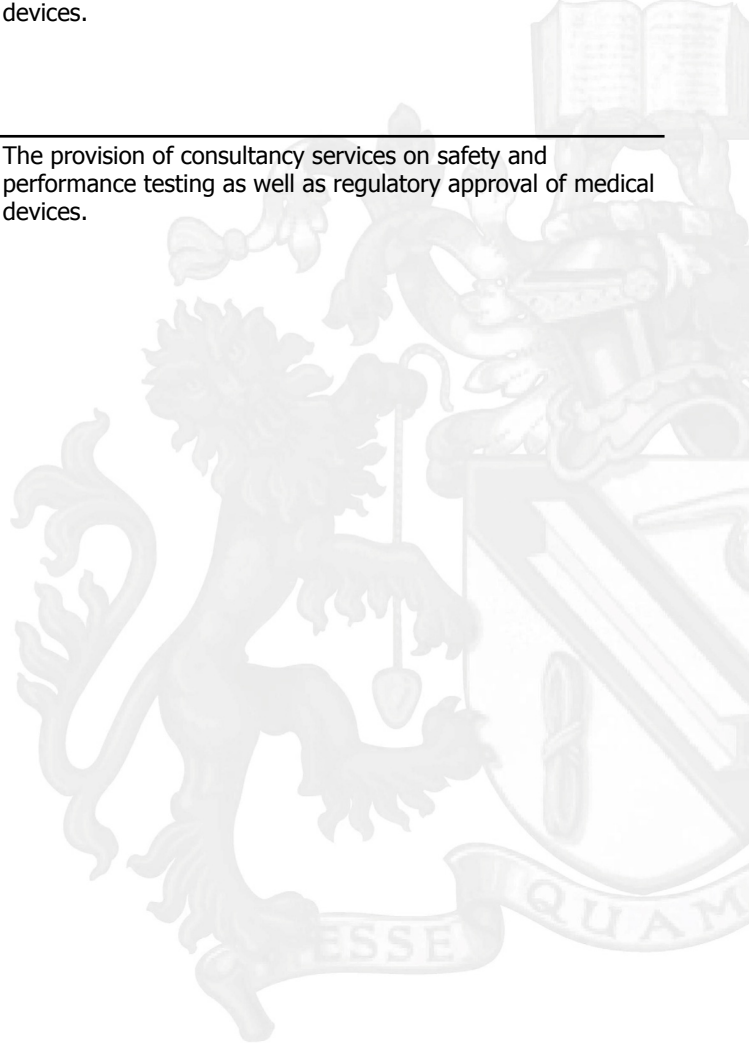 devices.
The provision of consultancy services on safety and
performance testing as well as regulatory approval of medical
devices.
ESSE
QUAM